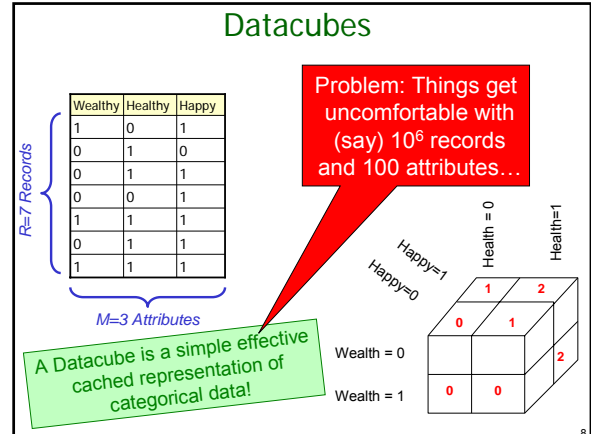 Datacubes
Wealthy Healthy Happy
1 0 1
0 1 0
0 1 1
0 0 1
1 1 1
0 1 1
1 1 1
R=7 Records
M=3 Attributes
Problem: Things get
uncomfortable with
(say) 10⁶ records
and 100 attributes…
A Datacube is a simple effective
cached representation of
categorical data!
Happy=1
Happy=0
Health = 0
Health=1
1 2
0 1
Wealth = 0
2
Wealth = 1
0 0
8